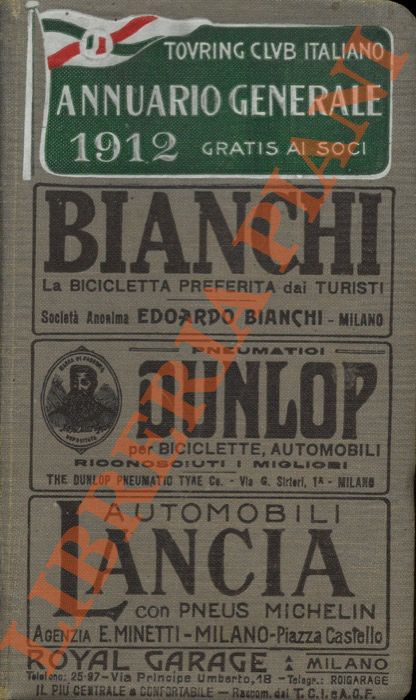 TOVRING CLVB ITALIANO
ANNUARIO GENERALE
1912 GRATIS AI SOCI
BIANCHI
LA BICICLETTA PREFERITA dai TURISTI
Società Anonima EDOARDO BIANCHI - MILANO
PNEUMATICI
DUNLOP
per BICICLETTE, AUTOMOBILI
RICONOSCIUTI I MIGLIORI
THE DUNLOP PNEUMATIC TYRE Co. - Via G. Sirtori, 1A - MILANO
AUTOMOBILI
LANCIA
con PNEUS MICHELIN
AGENZIA E. MINETTI - MILANO - Piazza Castello
ROYAL GARAGE MILANO
Telefono: 25-97 - Via Principe Umberto, 18 - Telegr.: ROIGARAGE
IL PIÙ CENTRALE & CONFORTABILE - Raccom. dal T.C.I. e A.C.F.
LIBRERIA PIANI